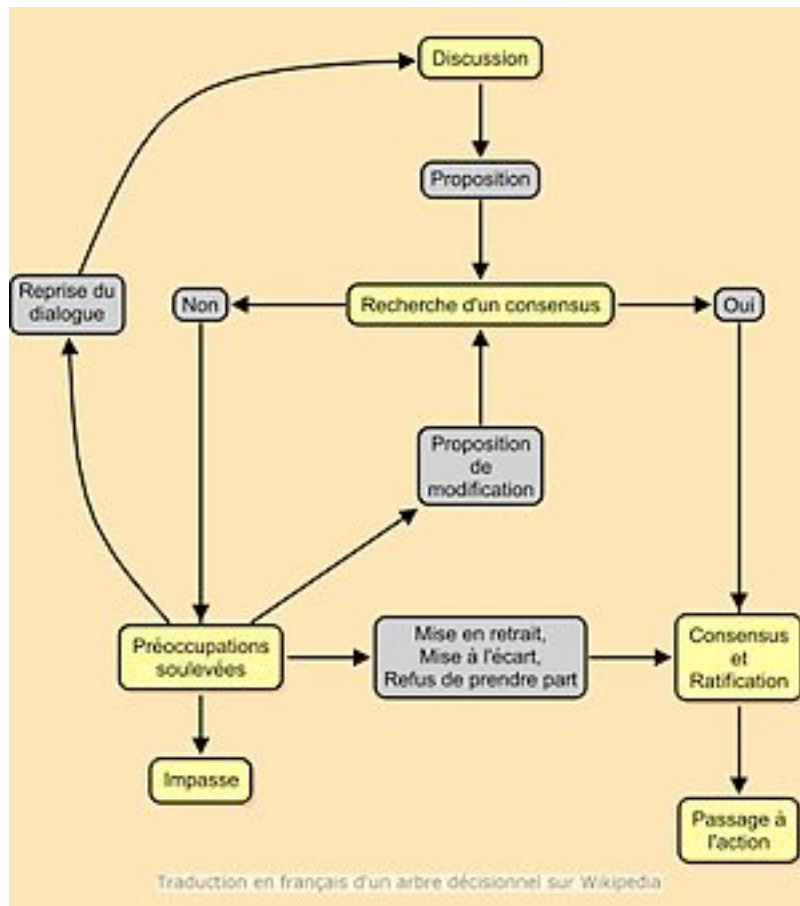 Discussion
Proposition
Reprise du
dialogue
Non
Recherche d'un consensus
Oui
Proposition
de
modification
Préoccupations
soulevées
Mise en retrait,
Mise à l'écart,
Refus de prendre part
Consensus
et
Ratification
Impasse
Passage à
l'action
Traduction en français d'un arbre décisionnel sur Wikipedia